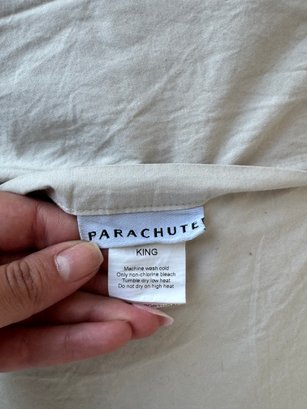 PARACHUTE
KING
Machine wash cold
Only non-chlorine bleach
Tumble dry low heat
Do not dry on high heat